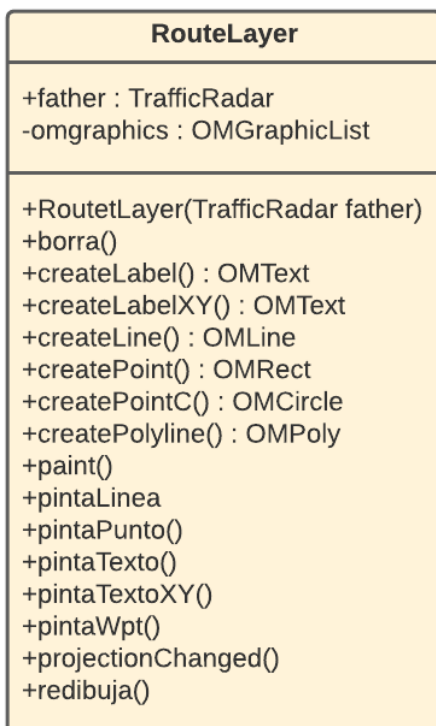 RouteLayer
+father : TrafficRadar
-omgraphics : OMGraphicList
+RoutetLayer(TrafficRadar father)
+borra()
+createLabel() : OMText
+createLabelXY() : OMText
+createLine() : OMLine
+createPoint() : OMRect
+createPointC() : OMCircle
+createPolyline() : OMPoly
+paint()
+pintaLinea
+pintaPunto()
+pintaTexto()
+pintaTextoXY()
+pintaWpt()
+projectionChanged()
+redibuja()